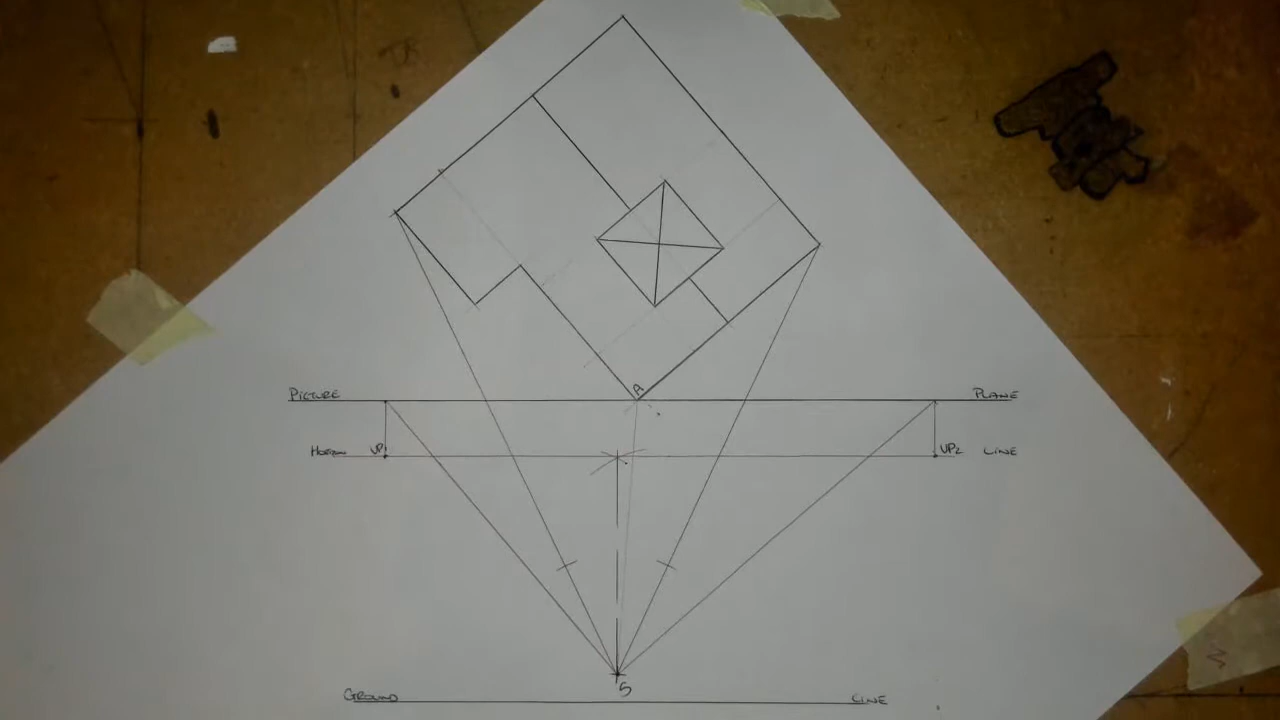 A
PICTURE PLANE
HORIZON VP1 VP2 LINE
S
GROUND LINE